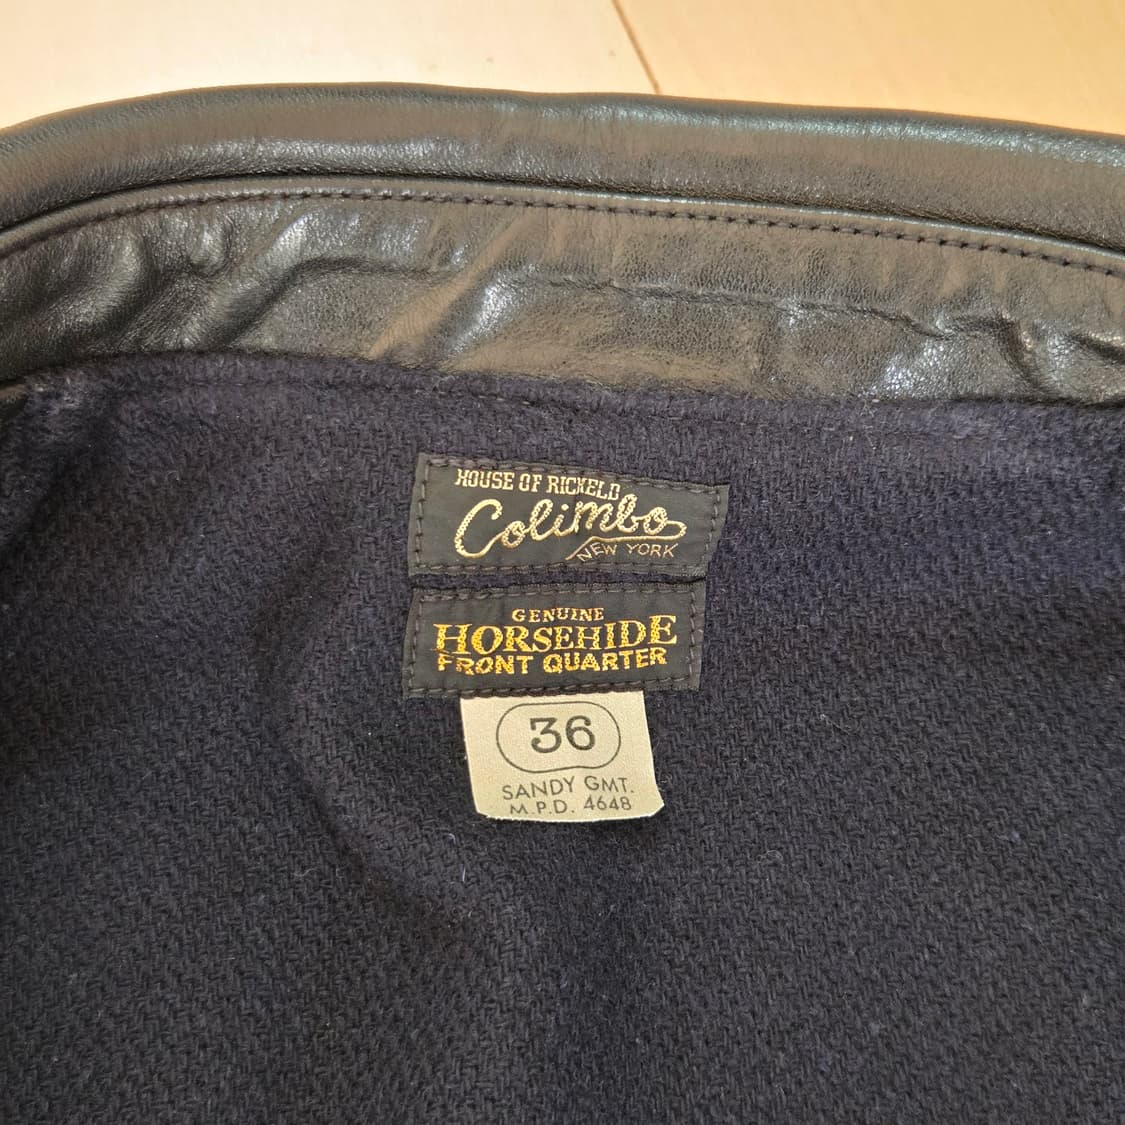 HOUSE OF RICKELD
Colimbo
NEW YORK
GENUINE
HORSEHIDE
FRONT QUARTER
36
SANDY GMT.
M.P.D. 4648